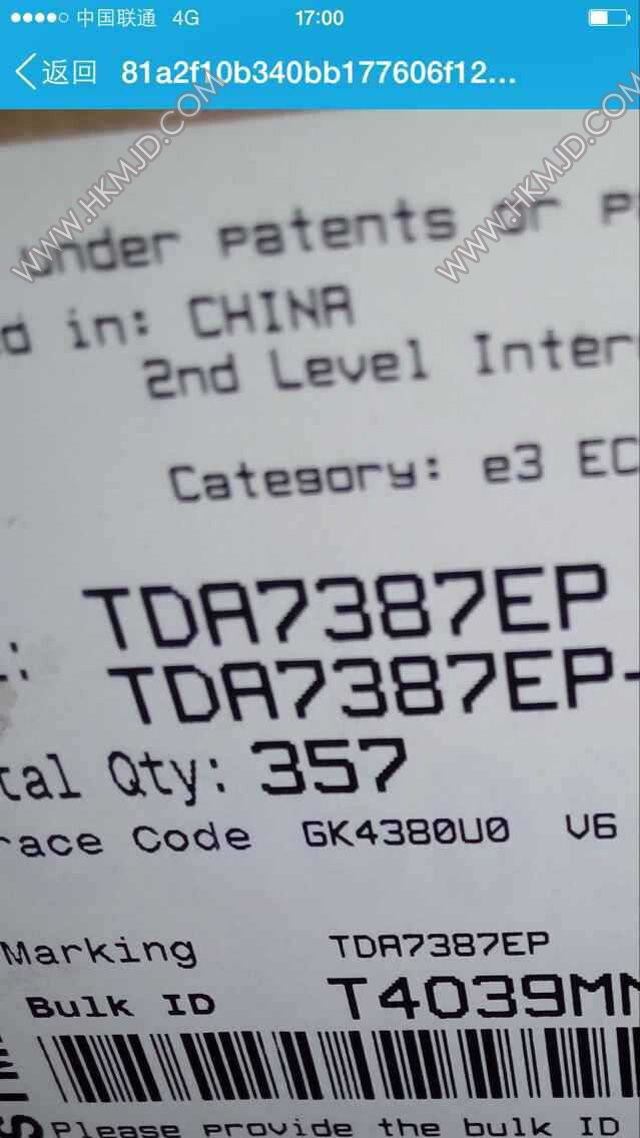 中国联通 4G 17:00
返回 81a2f10b340bb177606f12...
WWW.HKMJD.COM WWW.HKMJD.COM
under patents or
d in: CHINA
2nd Level Inter
Category: e3 EC
TDA7387EP
TDA7387EP-
tal Qty: 357
race Code GK4380U0 V6
Marking TDA7387EP
Bulk ID T4039M
Please provide the bulk ID